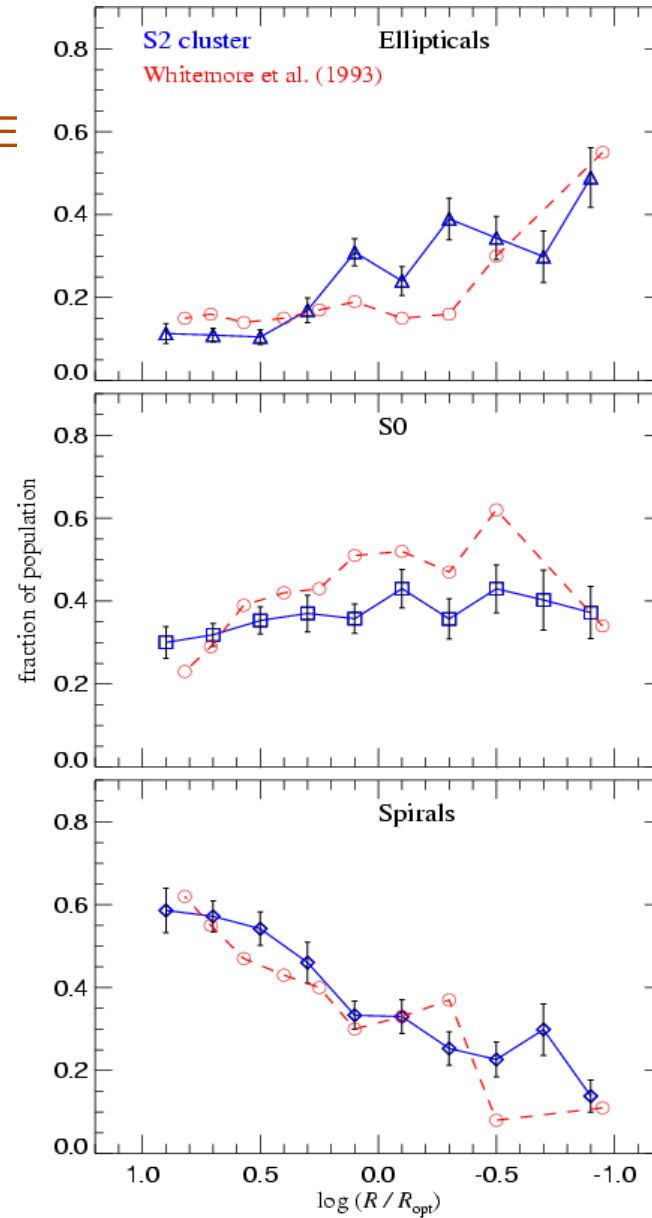 S2 cluster
Ellipticals
Whitemore et al. (1993)
0.8
0.6
0.4
0.2
0.0
S0
0.8
0.6
0.4
0.2
0.0
fraction of population
Spirals
0.8
0.6
0.4
0.2
0.0
1.0 0.5 0.0 -0.5 -1.0
log (R / Ropt)